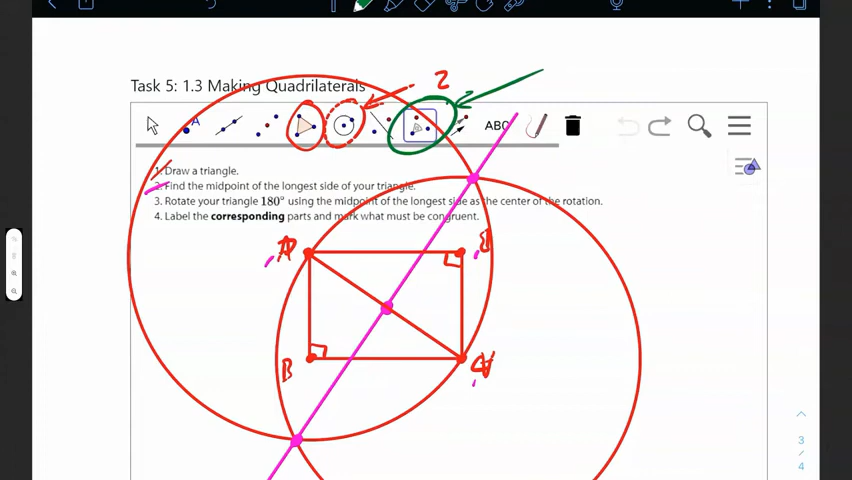 2
Task 5: 1.3 Making Quadrilaterals
A
ABC
1. Draw a triangle.
2. Find the midpoint of the longest side of your triangle.
3. Rotate your triangle 180° using the midpoint of the longest side as the center of the rotation.
4. Label the corresponding parts and mark what must be congruent.
B
3
/
4